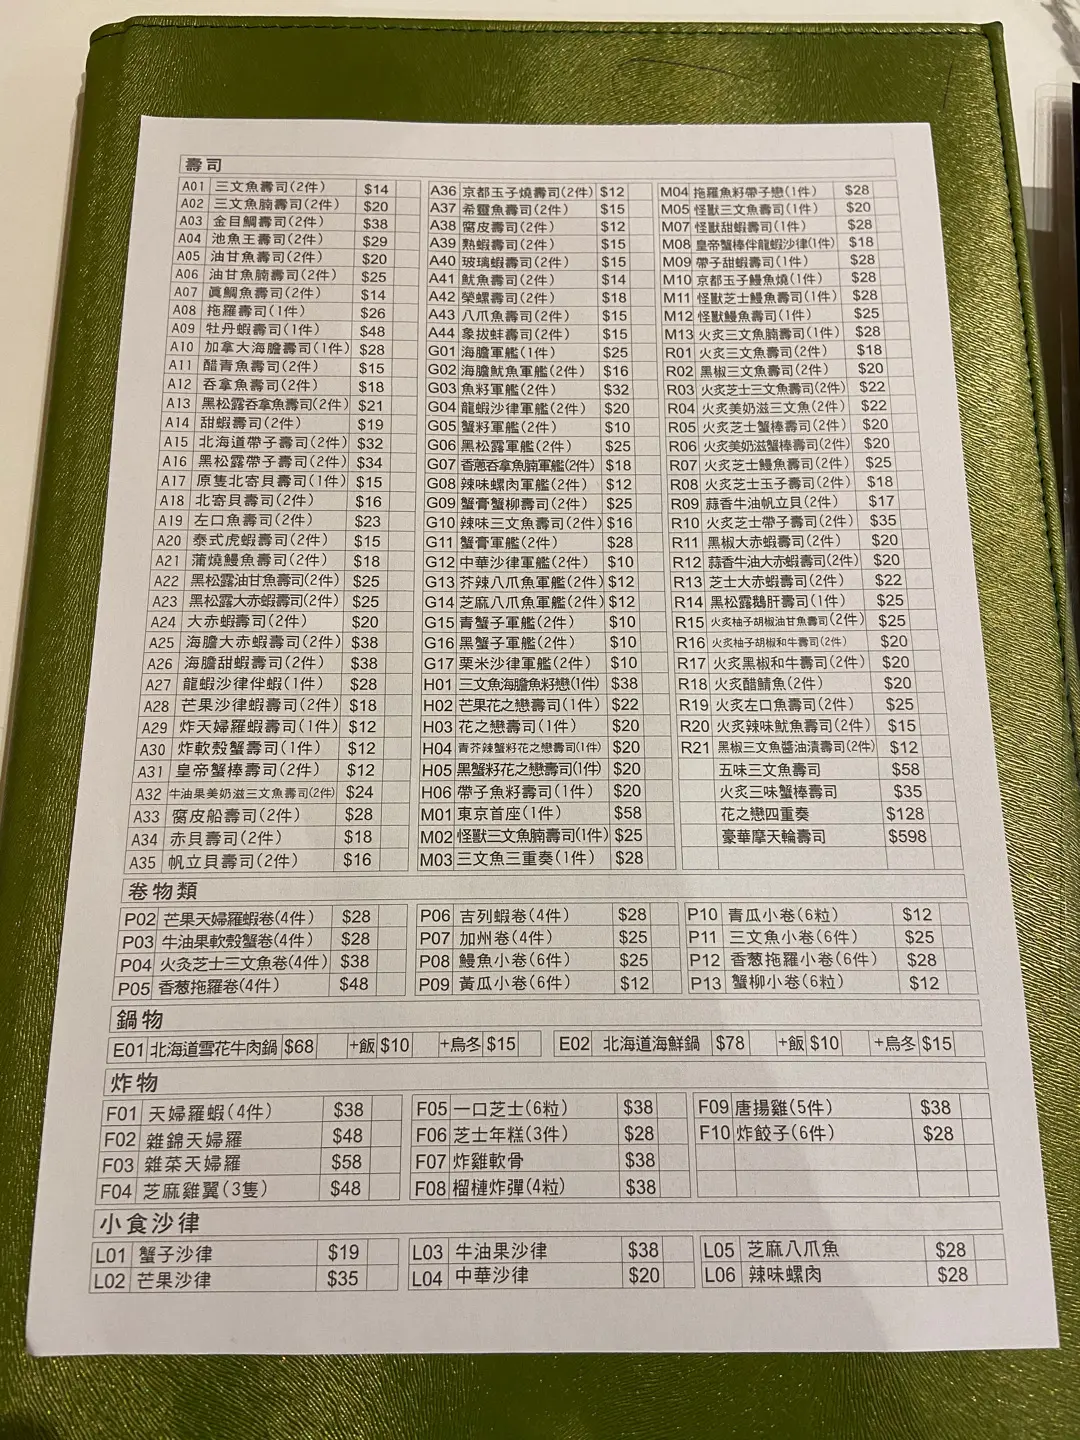 壽司
A01 三文魚壽司(2件) $14
A02 三文魚腩壽司(2件) $20
A03 金目鯛壽司(2件) $38
A04 池魚王壽司(2件) $29
A05 油甘魚壽司(2件) $20
A06 油甘魚腩壽司(2件) $25
A07 眞鯛魚壽司(2件) $14
A08 拖羅壽司(1件) $26
A09 牡丹蝦壽司(1件) $48
A10 加拿大海膽壽司(1件) $28
A11 醋青魚壽司(2件) $15
A12 吞拿魚壽司(2件) $18
A13 黑松露吞拿魚壽司(2件) $21
A14 甜蝦壽司(2件) $19
A15 北海道帶子壽司(2件) $32
A16 黑松露帶子壽司(2件) $34
A17 原隻北寄貝壽司(1件) $15
A18 北寄貝壽司(2件) $16
A19 左口魚壽司(2件) $23
A20 泰式虎蝦壽司(2件) $15
A21 蒲燒鰻魚壽司(2件) $18
A22 黑松露油甘魚壽司(2件) $25
A23 黑松露大赤蝦壽司(2件) $25
A24 大赤蝦壽司(2件) $20
A25 海膽大赤蝦壽司(2件) $38
A26 海膽甜蝦壽司(2件) $38
A27 龍蝦沙律伴蝦(1件) $28
A28 芒果沙律蝦壽司(2件) $18
A29 炸天婦羅蝦壽司(1件) $12
A30 炸軟殼蟹壽司(1件) $12
A31 皇帝蟹棒壽司(2件) $12
A32 牛油果美奶滋三文魚壽司(2件) $24
A33 腐皮船壽司(2件) $28
A34 赤貝壽司(2件) $18
A35 帆立貝壽司(2件) $16
A36 京都玉子燒壽司(2件) $12
A37 希靈魚壽司(2件) $15
A38 腐皮壽司(2件) $12
A39 熟蝦壽司(2件) $15
A40 玻璃蝦壽司(2件) $15
A41 魷魚壽司(2件) $14
A42 榮螺壽司(2件) $18
A43 八爪魚壽司(2件) $15
A44 象拔蚌壽司(2件) $15
G01 海膽軍艦(1件) $25
G02 海膽魷魚軍艦(2件) $16
G03 魚籽軍艦(2件) $32
G04 龍蝦沙律軍艦(2件) $20
G05 蟹籽軍艦(2件) $10
G06 黑松露軍艦(2件) $25
G07 香蔥吞拿魚腩軍艦(2件) $18
G08 辣味螺肉軍艦(2件) $12
G09 蟹膏蟹柳壽司(2件) $25
G10 辣味三文魚壽司(2件) $16
G11 蟹膏軍艦(2件) $28
G12 中華沙律軍艦(2件) $10
G13 芥辣八爪魚軍艦(2件) $12
G14 芝麻八爪魚軍艦(2件) $12
G15 青蟹子軍艦(2件) $10
G16 黑蟹子軍艦(2件) $10
G17 栗米沙律軍艦(2件) $10
H01 三文魚海膽魚籽戀(1件) $38
H02 芒果花之戀壽司(1件) $22
H03 花之戀壽司(1件) $20
H04 青芥辣蟹籽花之戀壽司(1件) $20
H05 黑蟹籽花之戀壽司(1件) $20
H06 帶子魚籽壽司(1件) $20
M01 東京首座(1件) $58
M02 怪獸三文魚腩壽司(1件) $25
M03 三文魚三重奏(1件) $28
M04 拖羅魚籽帶子戀(1件) $28
M05 怪獸三文魚壽司(1件) $20
M07 怪獸甜蝦壽司(1件) $28
M08 皇帝蟹棒伴龍蝦沙律(1件) $18
M09 帶子甜蝦壽司(1件) $28
M10 京都玉子鰻魚燒(1件) $28
M11 怪獸芝士鰻魚壽司(1件) $28
M12 怪獸鰻魚壽司(1件) $25
M13 火炙三文魚腩壽司(1件) $28
R01 火炙三文魚壽司(2件) $18
R02 黑椒三文魚壽司(2件) $20
R03 火炙芝士三文魚壽司(2件) $22
R04 火炙美奶滋三文魚(2件) $22
R05 火炙芝士蟹棒壽司(2件) $20
R06 火炙美奶滋蟹棒壽司(2件) $20
R07 火炙芝士鰻魚壽司(2件) $25
R08 火炙芝士玉子壽司(2件) $18
R09 蒜香牛油帆立貝(2件) $17
R10 火炙芝士帶子壽司(2件) $35
R11 黑椒大赤蝦壽司(2件) $20
R12 蒜香牛油大赤蝦壽司(2件) $20
R13 芝士大赤蝦壽司(2件) $22
R14 黑松露鵝肝壽司(1件) $25
R15 火炙柚子胡椒油甘魚壽司(2件) $25
R16 火炙柚子胡椒和牛壽司(2件) $20
R17 火炙黑椒和牛壽司(2件) $20
R18 火炙醋鯖魚(2件) $20
R19 火炙左口魚壽司(2件) $25
R20 火炙辣味魷魚壽司(2件) $15
R21 黑椒三文魚醬油漬壽司(2件) $12
五味三文魚壽司 $58
火炙三味蟹棒壽司 $35
花之戀四重奏 $128
豪華摩天輪壽司 $598
卷物類
P02 芒果天婦羅蝦卷(4件) $28
P03 牛油果軟殼蟹卷(4件) $28
P04 火灸芝士三文魚卷(4件) $38
P05 香葱拖羅卷(4件) $48
P06 吉列蝦卷(4件) $28
P07 加州卷(4件) $25
P08 鰻魚小卷(6件) $25
P09 黃瓜小卷(6件) $12
P10 青瓜小卷(6粒) $12
P11 三文魚小卷(6件) $25
P12 香葱拖羅小卷(6件) $28
P13 蟹柳小卷(6粒) $12
鍋物
E01 北海道雪花牛肉鍋 $68 +飯 $10 +烏冬 $15
E02 北海道海鮮鍋 $78 +飯 $10 +烏冬 $15
炸物
F01 天婦羅蝦(4件) $38
F02 雜錦天婦羅 $48
F03 雜菜天婦羅 $58
F04 芝麻雞翼(3隻) $48
F05 一口芝士(6粒) $38
F06 芝士年糕(3件) $28
F07 炸雞軟骨 $38
F08 榴槤炸彈(4粒) $38
F09 唐揚雞(5件) $38
F10 炸餃子(6件) $28
小食沙律
L01 蟹子沙律 $19
L02 芒果沙律 $35
L03 牛油果沙律 $38
L04 中華沙律 $20
L05 芝麻八爪魚 $28
L06 辣味螺肉 $28